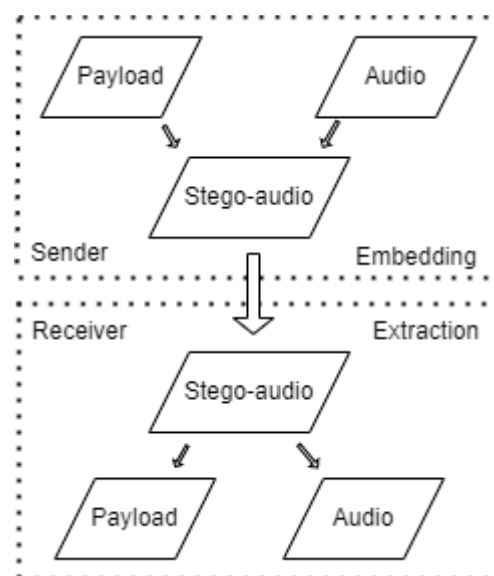 Payload
Audio
Stego-audio
Sender
Embedding
Receiver
Extraction
Stego-audio
Payload
Audio